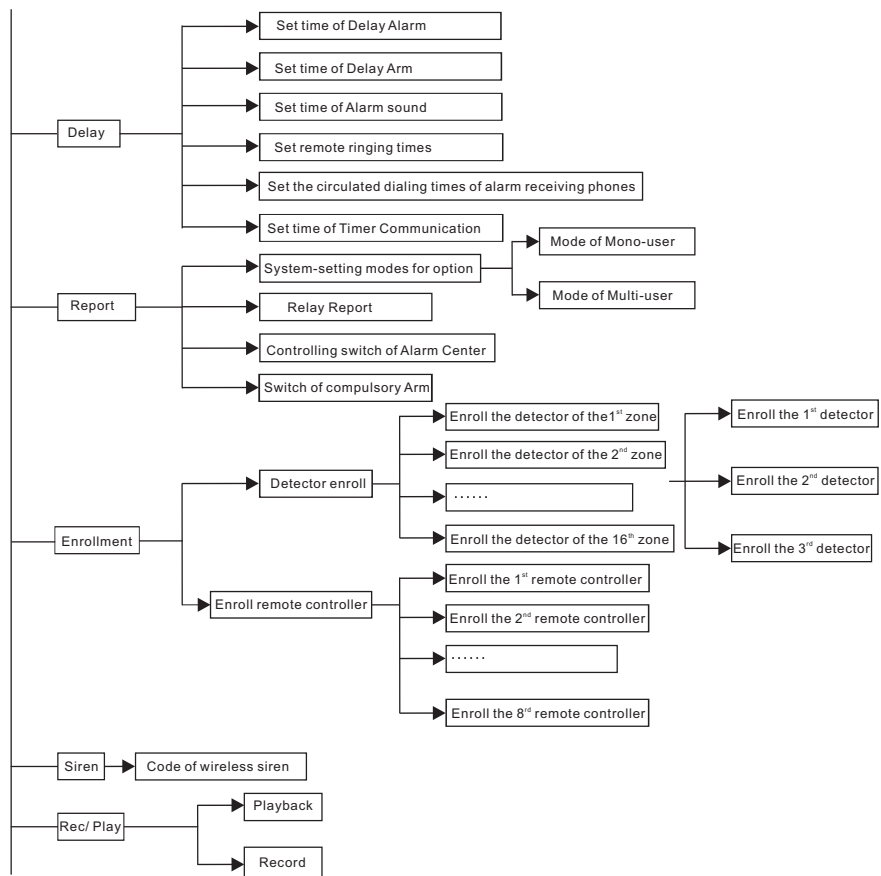 Set time of Delay Alarm
Set time of Delay Arm
Set time of Alarm sound
Delay
Set remote ringing times
Set the circulated dialing times of alarm receiving phones
Set time of Timer Communication
Mode of Mono-user
System-setting modes for option
Mode of Multi-user
Report
Relay Report
Controlling switch of Alarm Center
Switch of compulsory Arm
Enroll the detector of the1st zone
Enroll the 1st detector
Enroll the detector of the 2nd zone
Detector enroll
Enroll the 2nd detector
······
Enroll the detector of the 16th zone
Enrollment
Enroll the 3rd detector
Enroll the 1st remote controller
Enroll remote controller
Enroll the 2nd remote controller
······
Enroll the 8rd remote controller
Siren
Code of wireless siren
Playback
Rec/ Play
Record